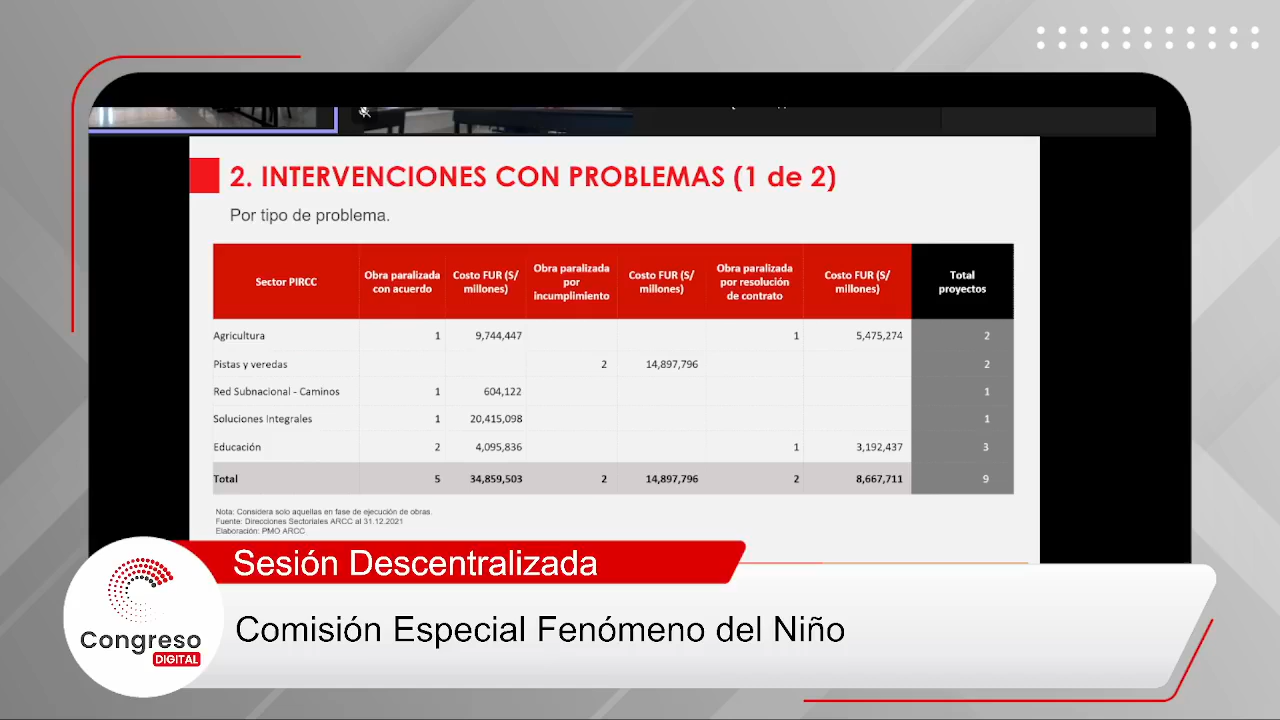 2. INTERVENCIONES CON PROBLEMAS (1 de 2)
Por tipo de problema.
Sector PIRCC | Obra paralizada con acuerdo | Costo FUR (S/ millones) | Obra paralizada por incumplimiento | Costo FUR (S/ millones) | Obra paralizada por resolución de contrato | Costo FUR (S/ millones) | Total proyectos
Agricultura 1 9,744,447 1 5,475,274 2
Pistas y veredas 2 14,897,796 2
Red Subnacional - Caminos 1 604,122 1
Soluciones Integrales 1 20,415,098 1
Educación 2 4,095,836 1 3,192,437 3
Total 5 34,859,503 2 14,897,796 2 8,667,711 9
Nota: Considera solo aquellas en fase de ejecución de obras.
Fuente: Direcciones Sectoriales ARCC al 31.12.2021
Elaboración: PMO ARCC
Sesión Descentralizada
Comisión Especial Fenómeno del Niño
Congreso
DIGITAL